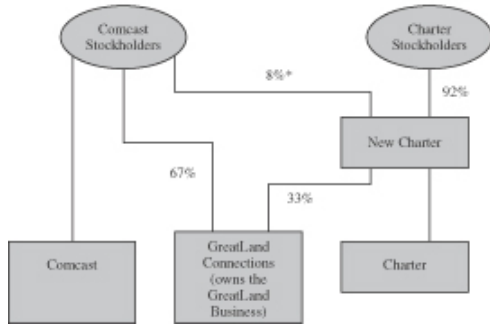 Comcast
Stockholders
Charter
Stockholders
8%*
92%
New Charter
67%
33%
Comcast
GreatLand
Connections
(owns the
GreatLand
Business)
Charter